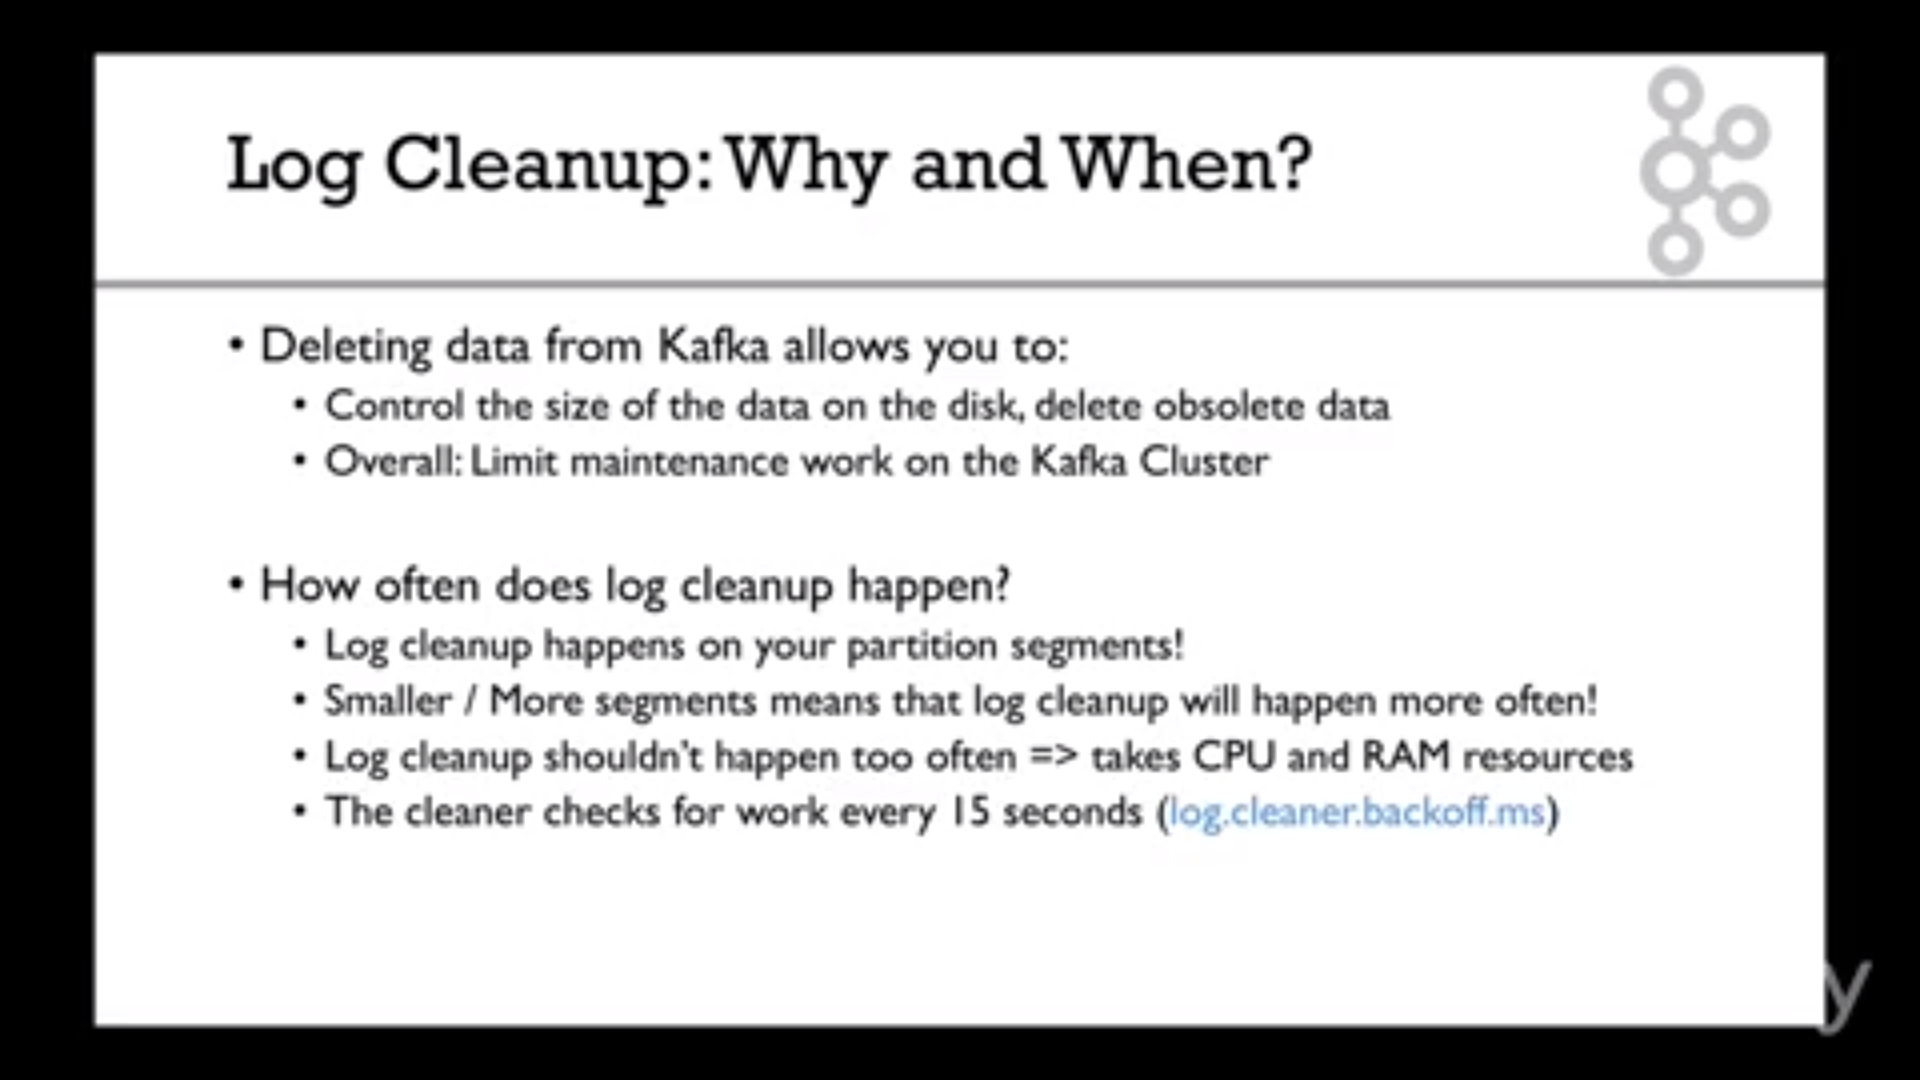 Log Cleanup: Why and When?
• Deleting data from Kafka allows you to:
• Control the size of the data on the disk, delete obsolete data
• Overall: Limit maintenance work on the Kafka Cluster
• How often does log cleanup happen?
• Log cleanup happens on your partition segments!
• Smaller / More segments means that log cleanup will happen more often!
• Log cleanup shouldn't happen too often => takes CPU and RAM resources
• The cleaner checks for work every 15 seconds (log.cleaner.backoff.ms)
y